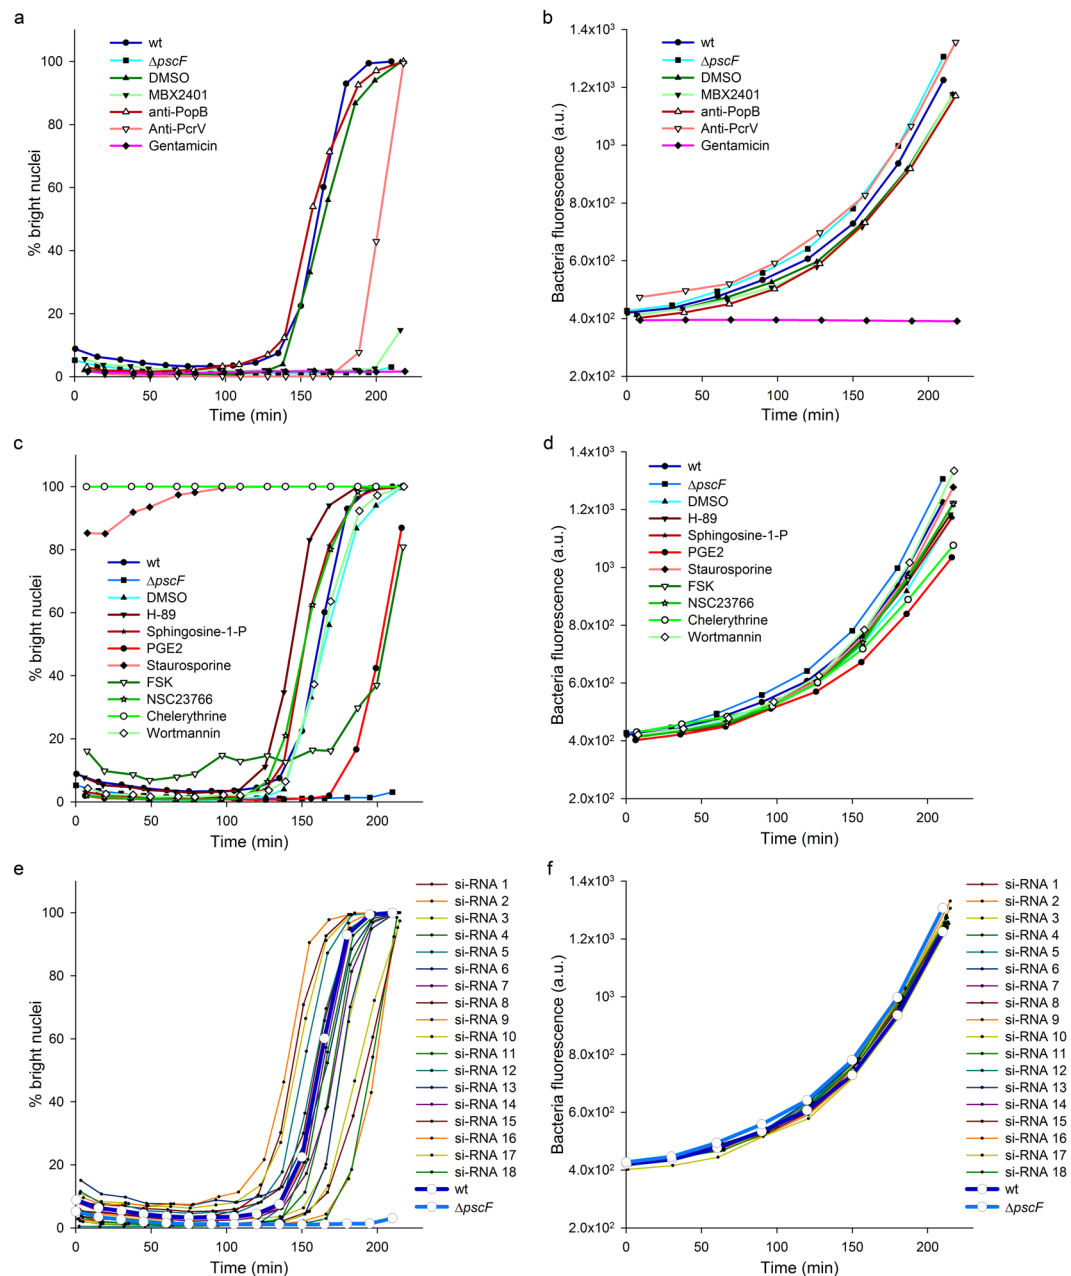 a
% bright nuclei
100
80
60
40
20
0
wt
ΔpscF
DMSO
MBX2401
anti-PopB
Anti-PcrV
Gentamicin
0
50
100
150
200
Time (min)
b
Bacteria fluorescence (a.u.)
1.4x10³
1.2x10³
10³
8.0x10²
6.0x10²
4.0x10²
2.0x10²
wt
ΔpscF
DMSO
MBX2401
anti-PopB
Anti-PcrV
Gentamicin
0
50
100
150
200
Time (min)
c
% bright nuclei
100
80
60
40
20
0
wt
ΔpscF
DMSO
H-89
Sphingosine-1-P
PGE2
Staurosporine
FSK
NSC23766
Chelerythrine
Wortmannin
0
50
100
150
200
Time (min)
d
Bacteria fluorescence (a.u.)
1.4x10³
1.2x10³
10³
8.0x10²
6.0x10²
4.0x10²
2.0x10²
wt
ΔpscF
DMSO
H-89
Sphingosine-1-P
PGE2
Staurosporine
FSK
NSC23766
Chelerythrine
Wortmannin
0
50
100
150
200
Time (min)
e
% bright nuclei
100
80
60
40
20
0
si-RNA 1
si-RNA 2
si-RNA 3
si-RNA 4
si-RNA 5
si-RNA 6
si-RNA 7
si-RNA 8
si-RNA 9
si-RNA 10
si-RNA 11
si-RNA 12
si-RNA 13
si-RNA 14
si-RNA 15
si-RNA 16
si-RNA 17
si-RNA 18
wt
ΔpscF
0
50
100
150
200
Time (min)
f
Bacteria fluorescence (a.u.)
1.4x10³
1.2x10³
10³
8.0x10²
6.0x10²
4.0x10²
2.0x10²
si-RNA 1
si-RNA 2
si-RNA 3
si-RNA 4
si-RNA 5
si-RNA 6
si-RNA 7
si-RNA 8
si-RNA 9
si-RNA 10
si-RNA 11
si-RNA 12
si-RNA 13
si-RNA 14
si-RNA 15
si-RNA 16
si-RNA 17
si-RNA 18
wt
ΔpscF
0
50
100
150
200
Time (min)